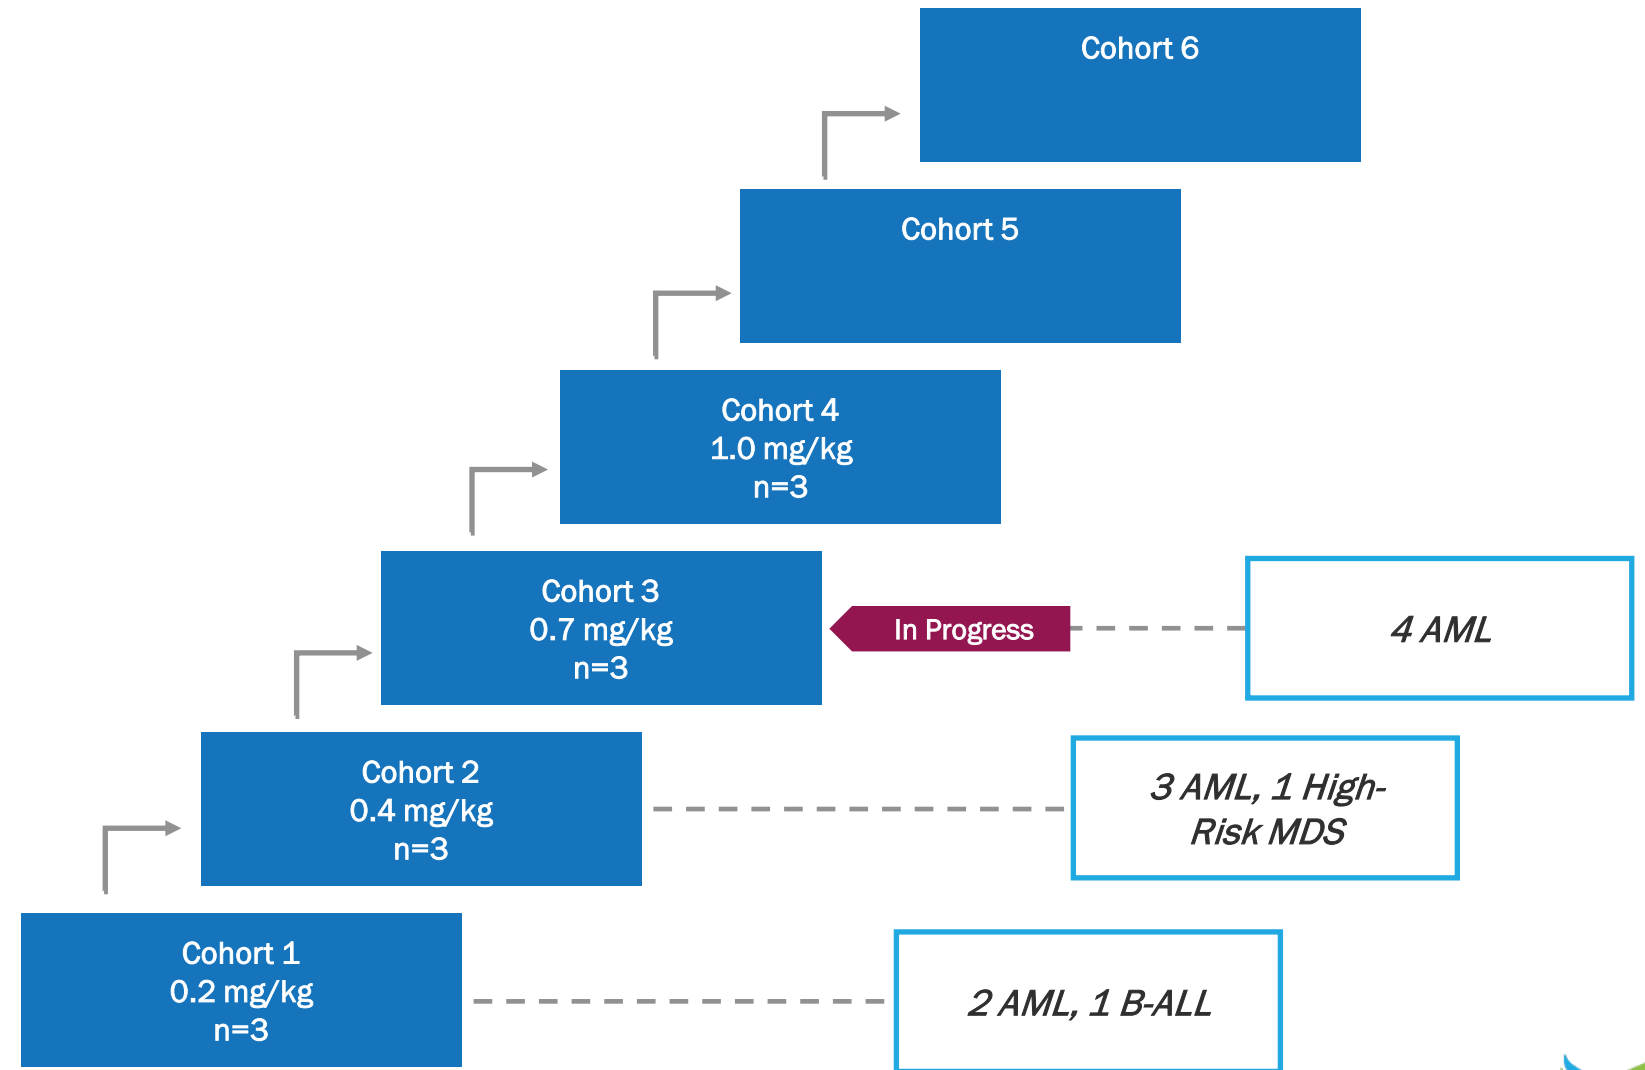 Cohort 6
Cohort 5
Cohort 4
1.0 mg/kg
n=3
Cohort 3
0.7 mg/kg
n=3
In Progress
4 AML
Cohort 2
0.4 mg/kg
n=3
3 AML, 1 High-
Risk MDS
Cohort 1
0.2 mg/kg
n=3
2 AML, 1 B-ALL